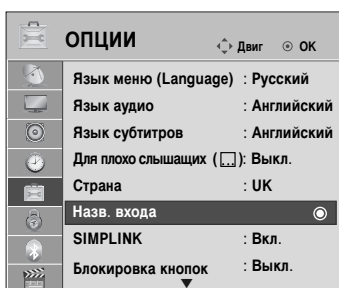 ОПЦИИ Двиг ОК
Язык меню (Language) : Русский
Язык аудио : Английский
Язык субтитров : Английский
Для плохо слышащих ( ): Выкл.
Страна : UK
Назв. входа
SIMPLINK : Вкл.
Блокировка кнопок : Выкл.